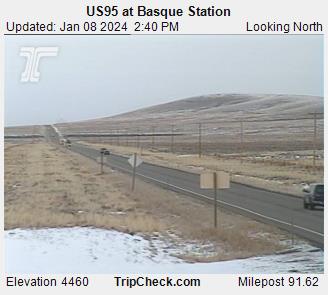 US95 at Basque Station
Updated: Jan 08 2024 2:40 PM Looking North
Elevation 4460 TripCheck.com Milepost 91.62